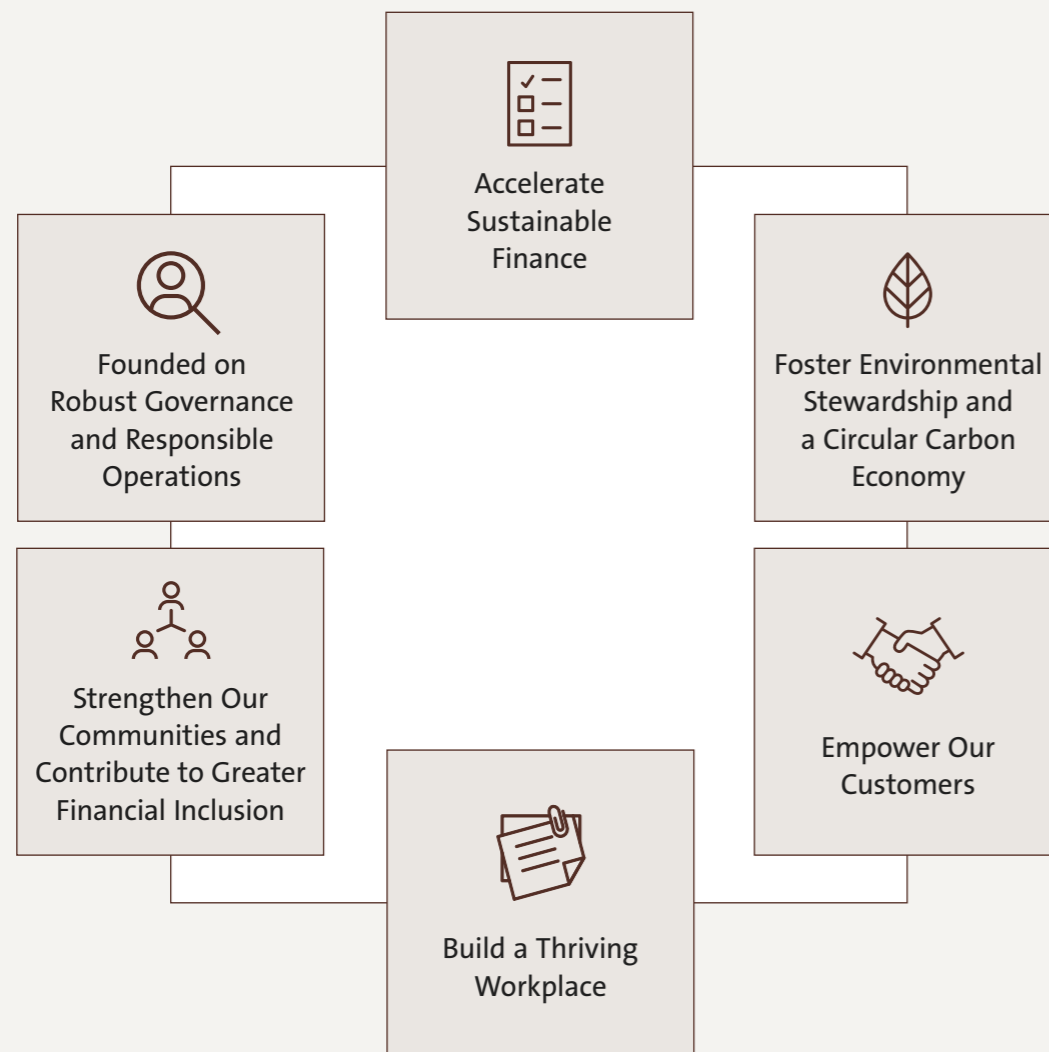 Accelerate
Sustainable
Finance
Founded on
Robust Governance
and Responsible
Operations
Foster Environmental
Stewardship and
a Circular Carbon
Economy
Strengthen Our
Communities and
Contribute to Greater
Financial Inclusion
Empower Our
Customers
Build a Thriving
Workplace